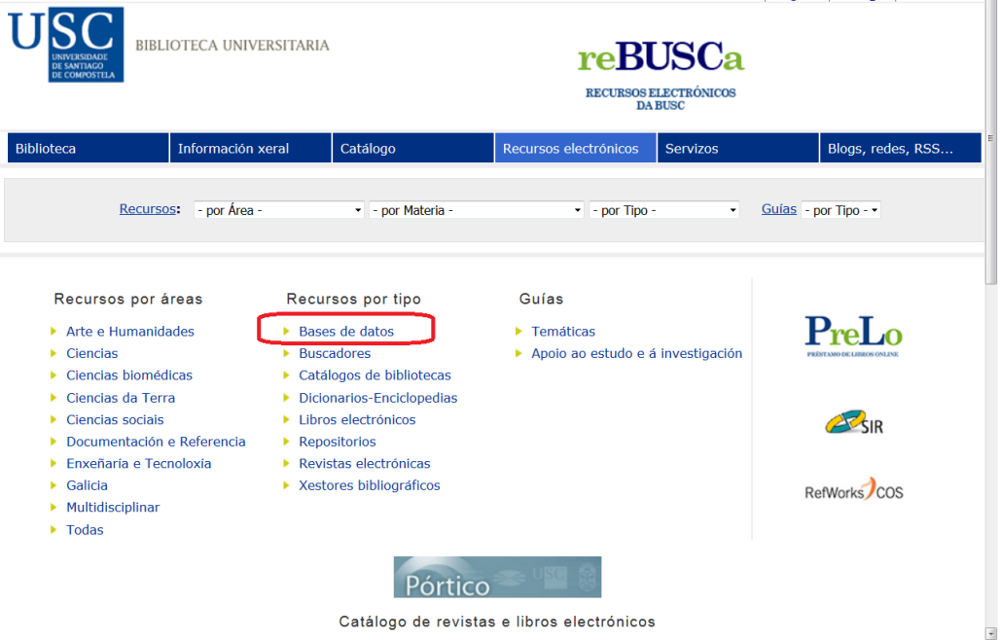 USC
UNIVERSIDADE
DE SANTIAGO
DE COMPOSTELA
BIBLIOTECA UNIVERSITARIA
reBUSCa
RECURSOS ELECTRÓNICOS
DA BUSC
Biblioteca
Información xeral
Catálogo
Recursos electrónicos
Servizos
Blogs, redes, RSS...
Recursos: - por Área - - por Materia - - por Tipo - Guías - por Tipo -
Recursos por áreas
Arte e Humanidades
Ciencias
Ciencias biomédicas
Ciencias da Terra
Ciencias sociais
Documentación e Referencia
Enxeñaría e Tecnoloxía
Galicia
Multidisciplinar
Todas
Recursos por tipo
Bases de datos
Buscadores
Catálogos de bibliotecas
Dicionarios-Enciclopedias
Libros electrónicos
Repositorios
Revistas electrónicas
Xestores bibliográficos
Guías
Temáticas
Apoio ao estudo e á investigación
PreLo
PRÉSTAMO DE LIBROS ONLINE
SIR
RefWorks COS
Pórtico
USC
Catálogo de revistas e libros electrónicos